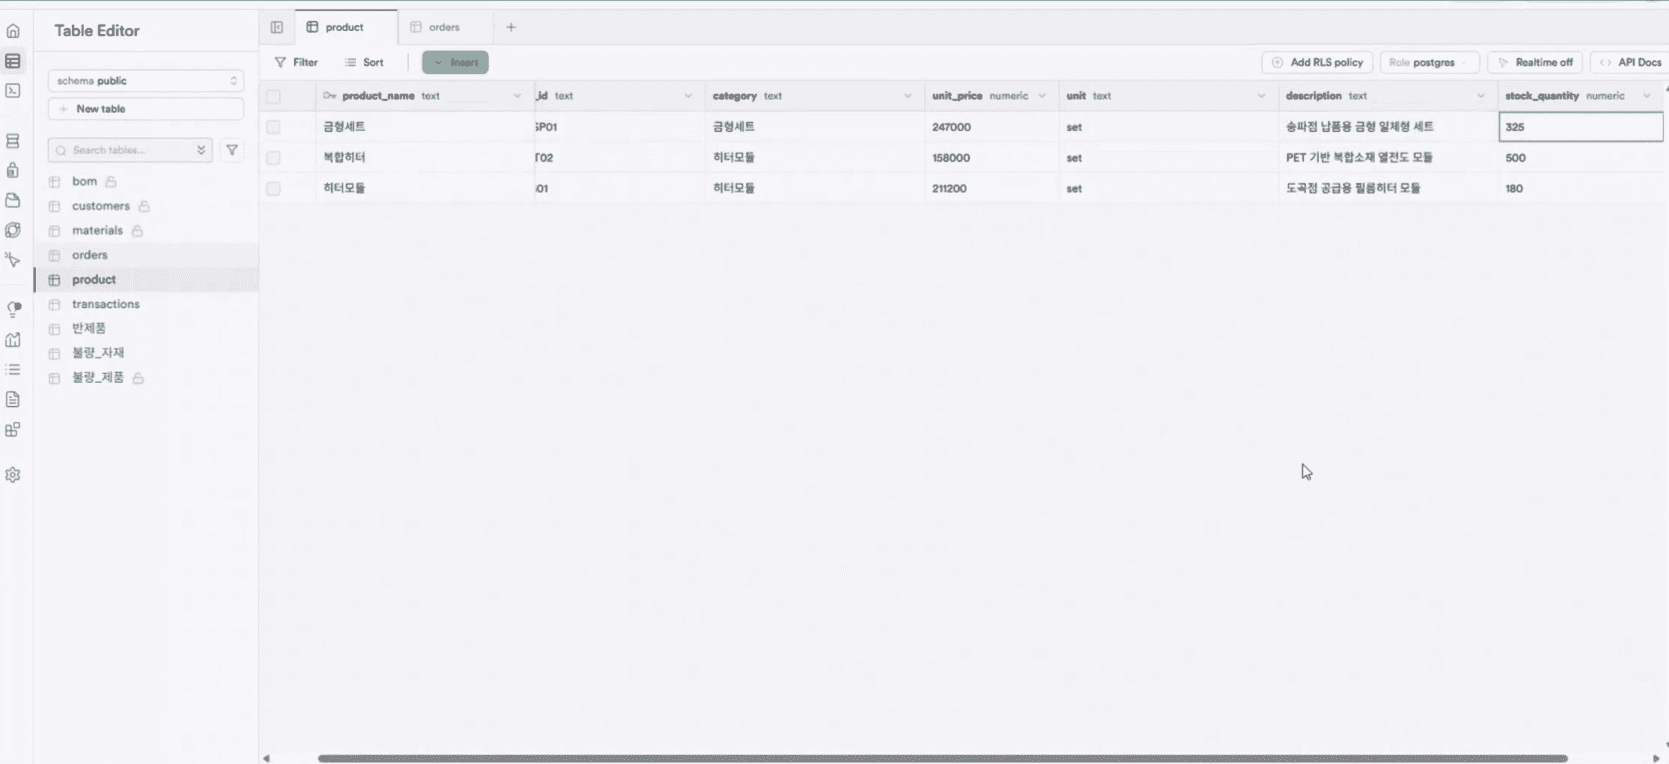 Table Editor
product
orders
Filter
Sort
Insert
Add RLS policy
Role postgres
Realtime off
API Docs
schema public
New table
Search tables...
bom
customers
materials
orders
product
transactions
반제품
불량_자재
불량_제품
product_name text _id text category text unit_price numeric unit text description text stock_quantity numeric
금형세트 SP01 금형세트 247000 set 송파점 납품용 금형 일체형 세트 325
복합히터 T02 히터모듈 158000 set PET 기반 복합소재 열전도 모듈 500
히터모듈 01 히터모듈 211200 set 도곡점 공급용 필름히터 모듈 180